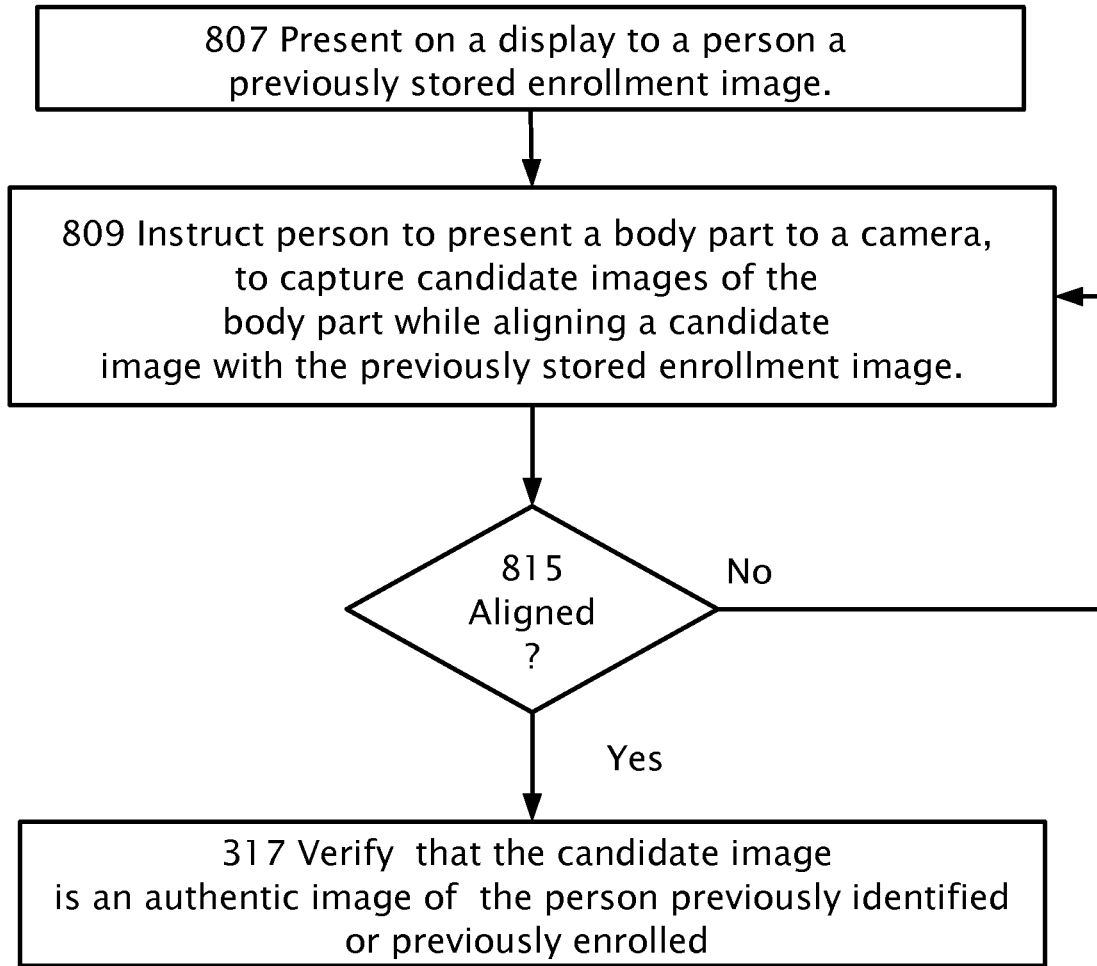 807 Present on a display to a person a
previously stored enrollment image.
809 Instruct person to present a body part to a camera,
to capture candidate images of the
body part while aligning a candidate
image with the previously stored enrollment image.
815
Aligned
?
No
Yes
317 Verify that the candidate image
is an authentic image of the person previously identified
or previously enrolled